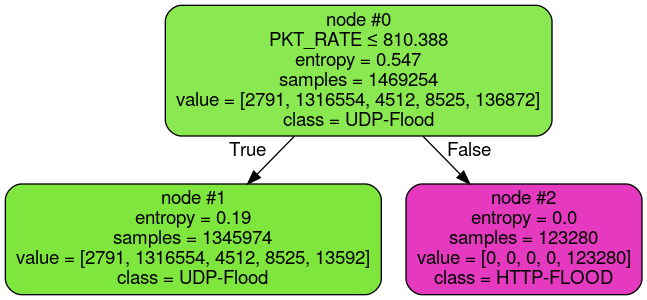 node #0
PKT_RATE ≤ 810.388
entropy = 0.547
samples = 1469254
value = [2791, 1316554, 4512, 8525, 136872]
class = UDP-Flood
True
False
node #1
entropy = 0.19
samples = 1345974
value = [2791, 1316554, 4512, 8525, 13592]
class = UDP-Flood
node #2
entropy = 0.0
samples = 123280
value = [0, 0, 0, 0, 123280]
class = HTTP-FLOOD